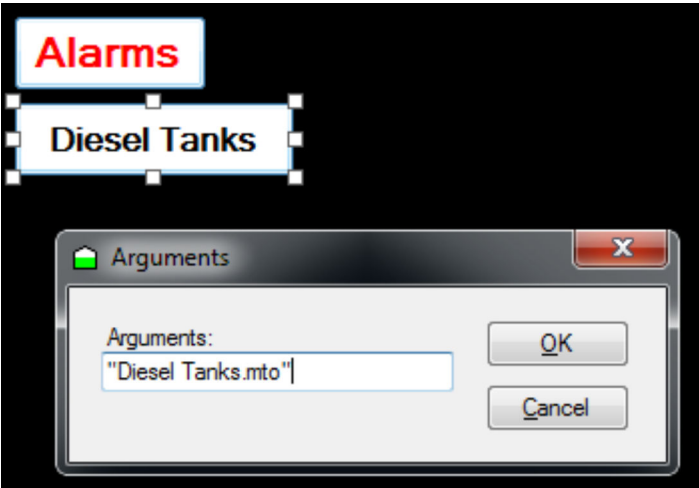 Alarms
Diesel Tanks
Arguments
Arguments:
"Diesel Tanks.mto"
OK
Cancel